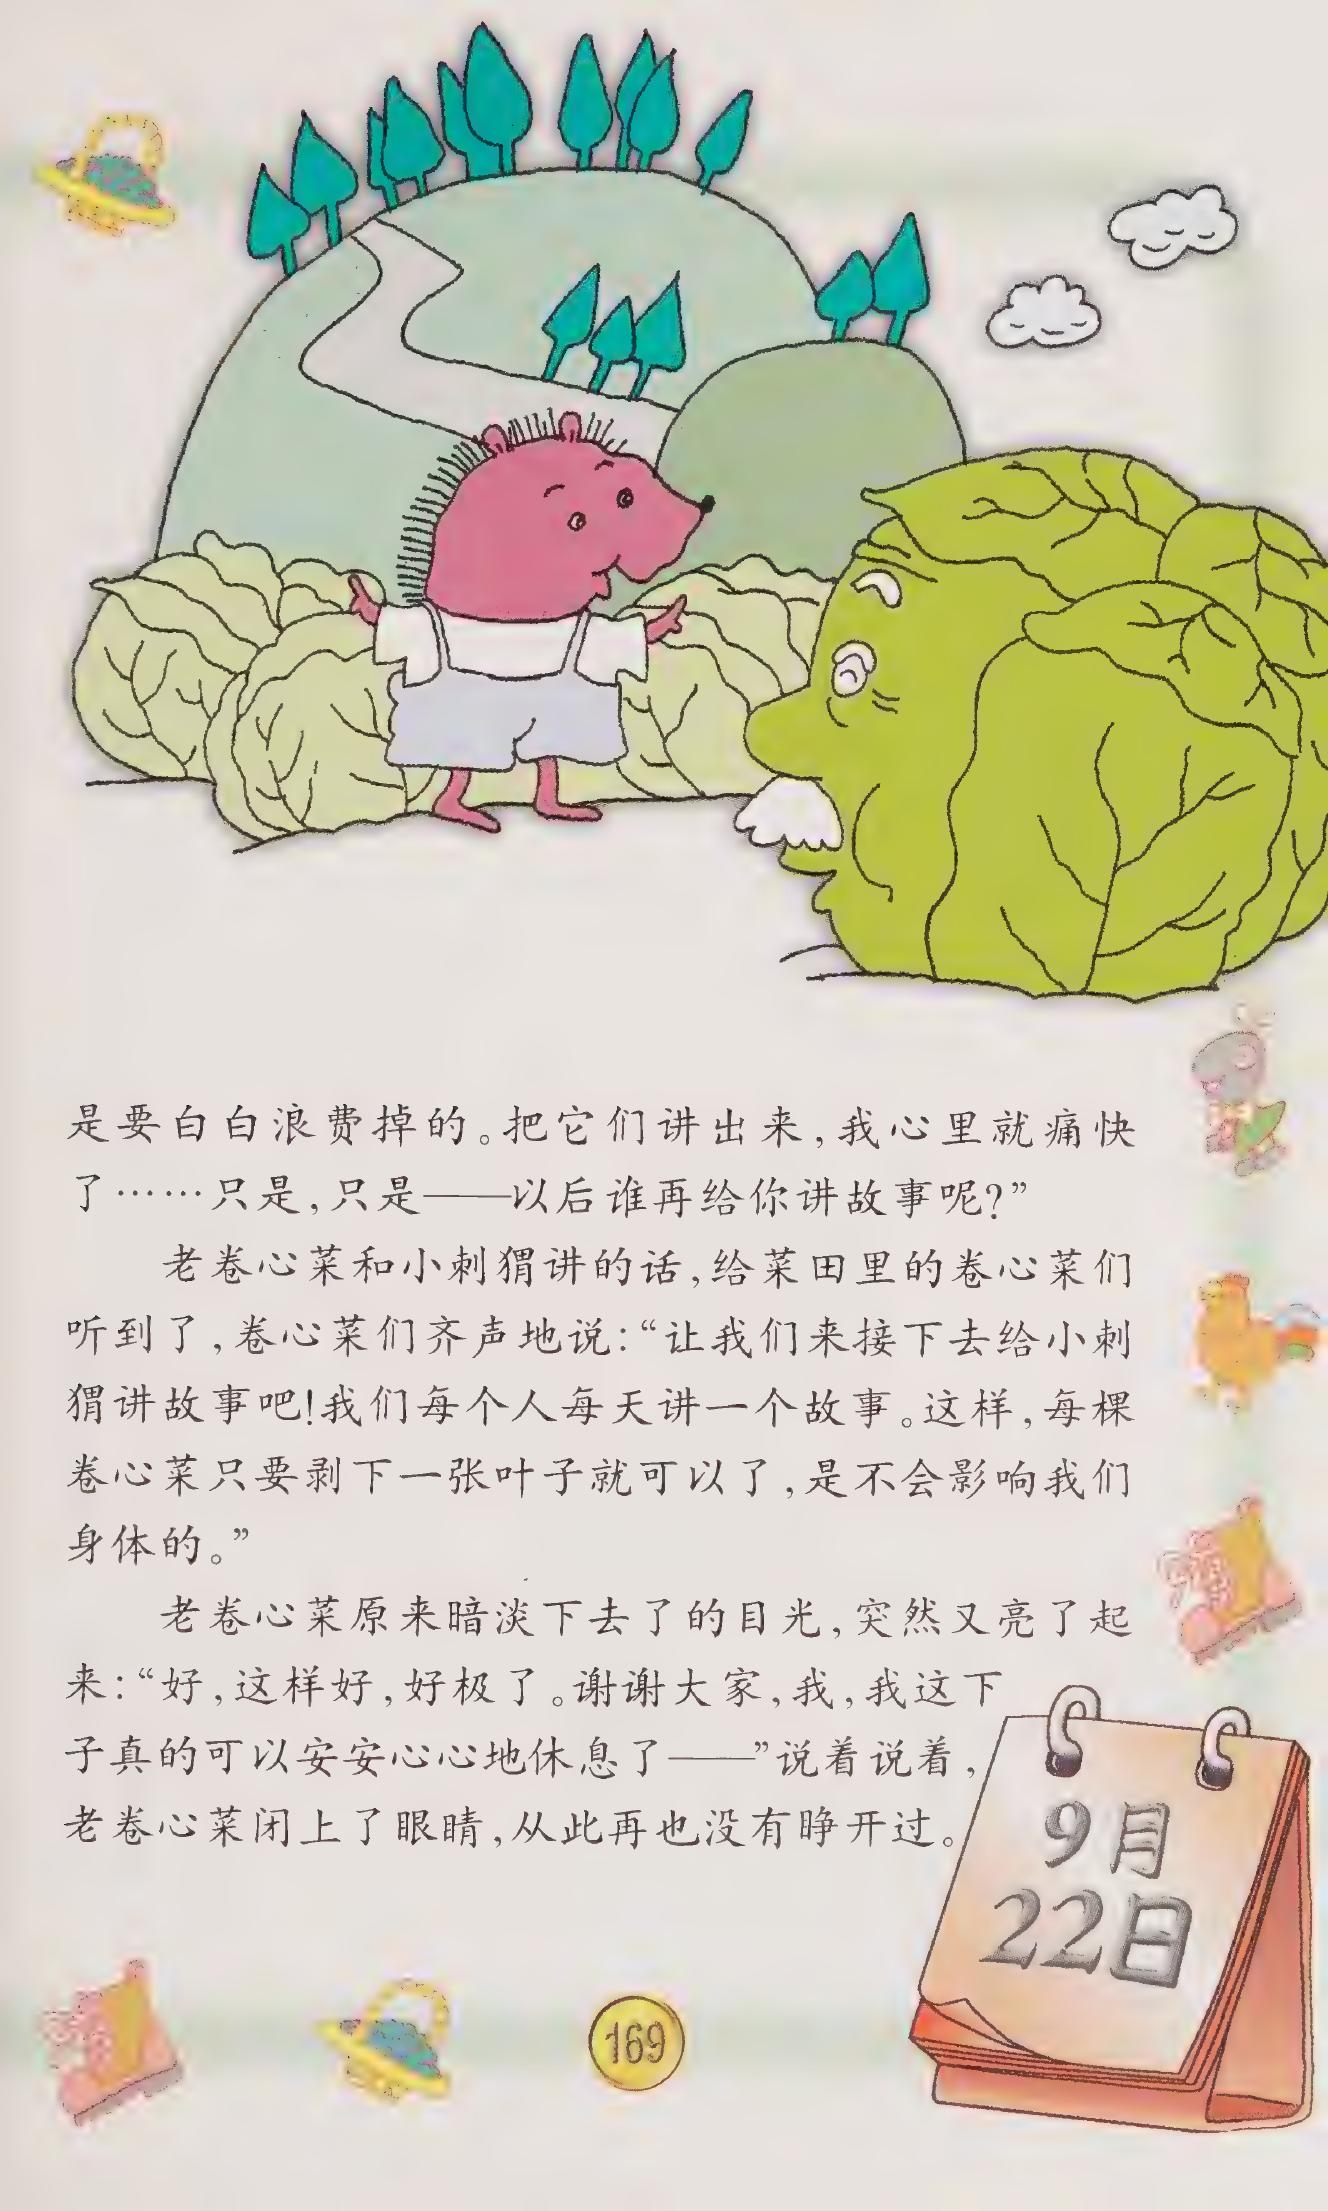 是要白白浪费掉的。把它们讲出来,我心里就痛快
了……只是,只是——以后谁再给你讲故事呢?”
老卷心菜和小刺猬讲的话,给菜田里的卷心菜们
听到了,卷心菜们齐声地说:“让我们来接下去给小刺
猬讲故事吧!我们每个人每天讲一个故事。这样,每棵
卷心菜只要剥下一张叶子就可以了,是不会影响我们
身体的。”
老卷心菜原来暗淡下去了的目光,突然又亮了起
来:“好,这样好,好极了。谢谢大家,我,我这下
子真的可以安安心心地休息了——”说着说着,
老卷心菜闭上了眼睛,从此再也没有睁开过。
9月
22日
169